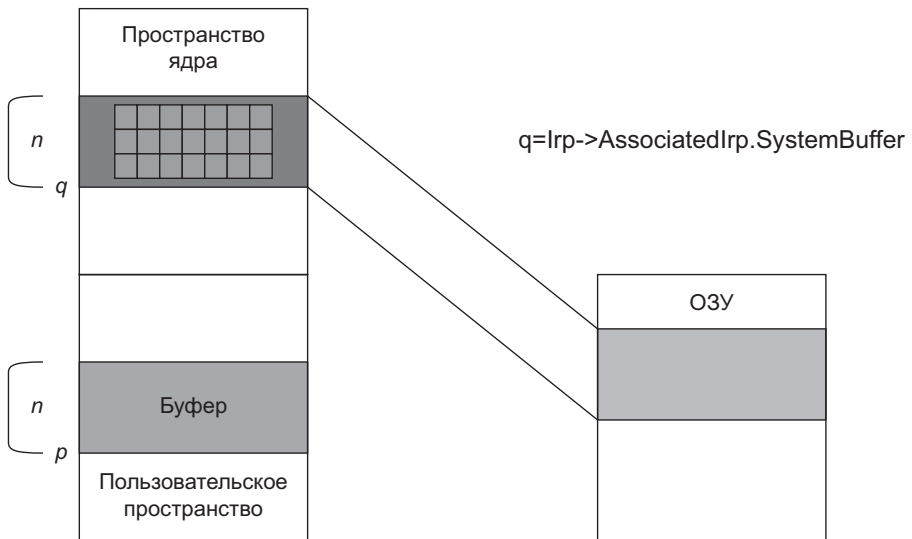 Пространство
ядра
n
q
q=Irp->AssociatedIrp.SystemBuffer
ОЗУ
n
Буфер
p
Пользовательское
пространство